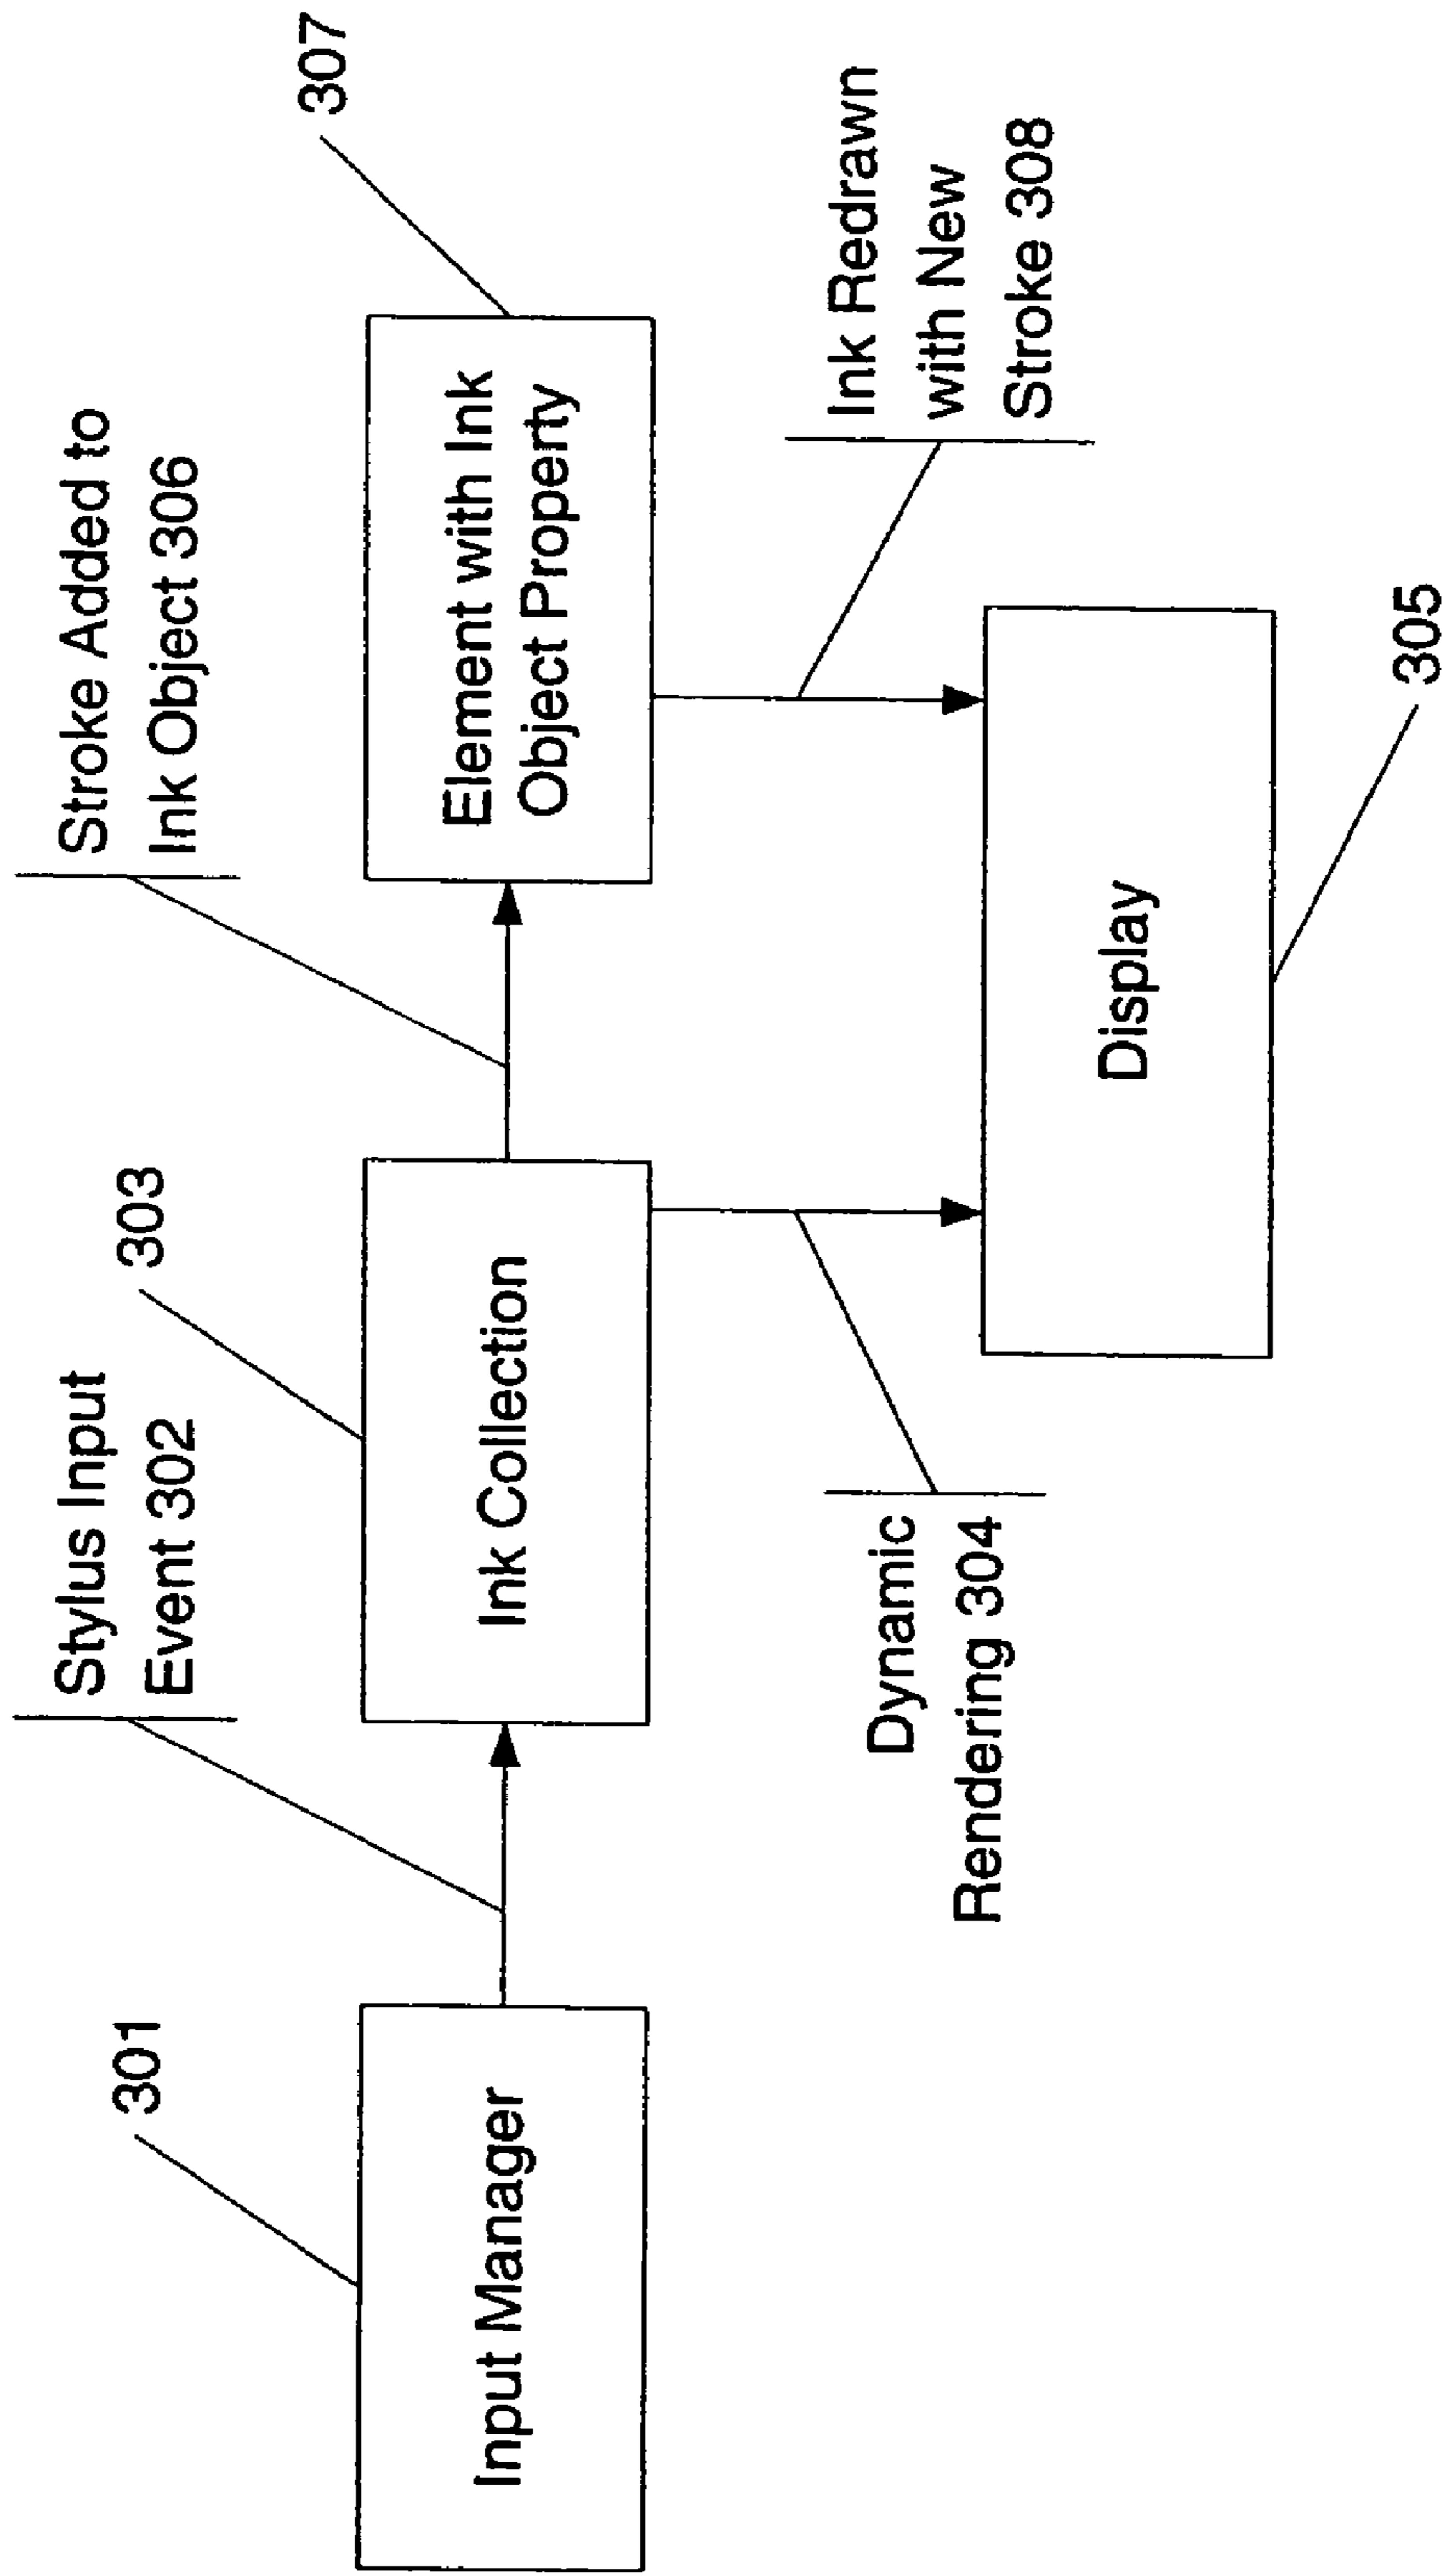 301
Input Manager
Stylus Input
Event 302
303
Ink Collection
Dynamic
Rendering 304
Stroke Added to
Ink Object 306
307
Element with Ink
Object Property
Ink Redrawn
with New
Stroke 308
Display
305